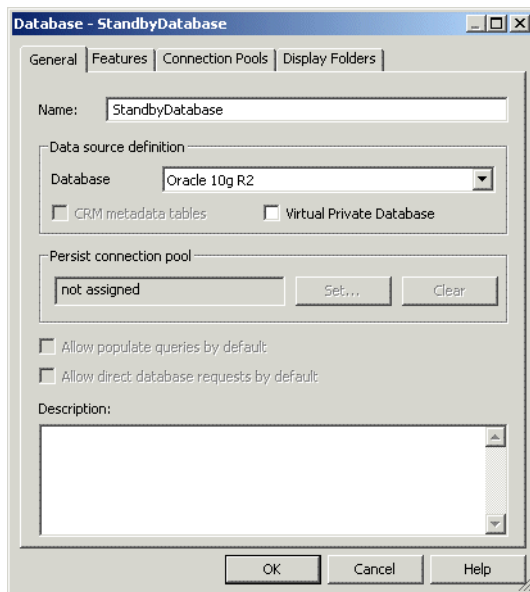 Database - StandbyDatabase
General Features Connection Pools Display Folders
Name: StandbyDatabase
Data source definition
Database Oracle 10g R2
CRM metadata tables Virtual Private Database
Persist connection pool
not assigned Set... Clear
Allow populate queries by default
Allow direct database requests by default
Description:
OK Cancel Help